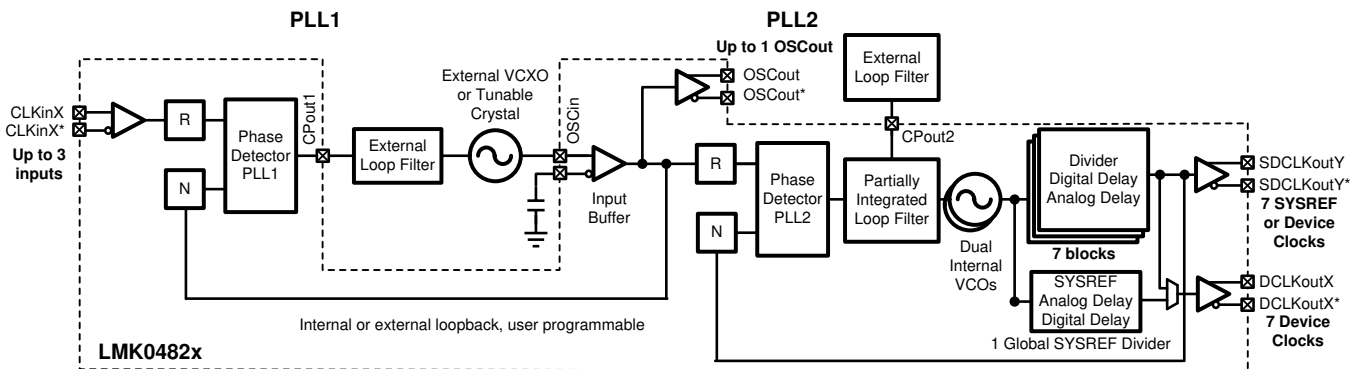 PLL1
PLL2
Up to 1 OSCout
External
Loop Filter
External VCXO
or Tunable
Crystal
OSCin
OSCout
OSCout*
CLKinX
CLKinX*
Up to 3
inputs
R
N
Phase
Detector
PLL1
CPout1
External
Loop Filter
Input
Buffer
R
N
Phase
Detector
PLL2
CPout2
Partially
Integrated
Loop Filter
Dual
Internal
VCOs
Divider
Digital Delay
Analog Delay
7 blocks
SYSREF
Analog Delay
Digital Delay
1 Global SYSREF Divider
SDCLKoutY
SDCLKoutY*
7 SYSREF
or Device
Clocks
DCLKoutX
DCLKoutX*
7 Device
Clocks
Internal or external loopback, user programmable
LMK0482x